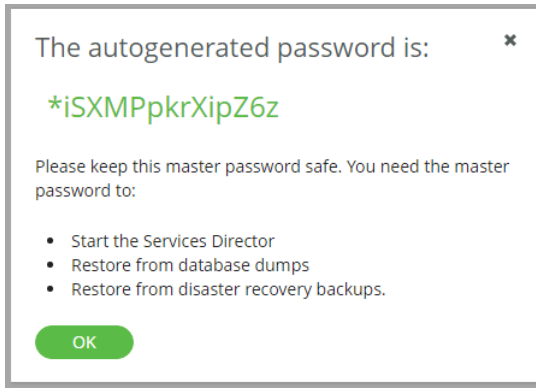 The autogenerated password is:
*iSXMPpkrXipZ6z
Please keep this master password safe. You need the master
password to:
• Start the Services Director
• Restore from database dumps
• Restore from disaster recovery backups.
OK